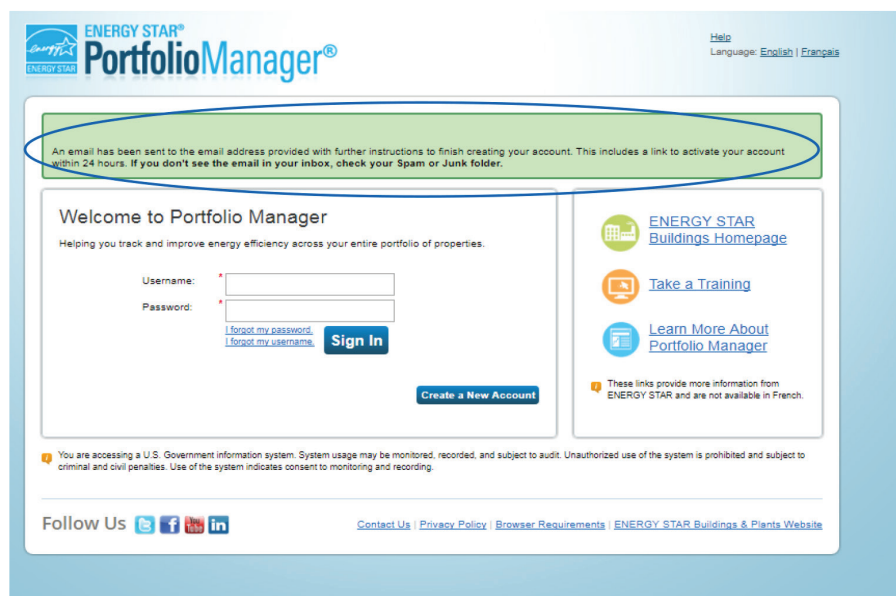 ENERGY STAR®
PortfolioManager®
energy
ENERGY STAR
Help
Language: English | Français
An email has been sent to the email address provided with further instructions to finish creating your account. This includes a link to activate your account
within 24 hours. If you don't see the email in your inbox, check your Spam or Junk folder.
Welcome to Portfolio Manager
Helping you track and improve energy efficiency across your entire portfolio of properties.
Username: *
Password: *
I forgot my password.
I forgot my username.
Sign In
Create a New Account
ENERGY STAR
Buildings Homepage
Take a Training
Learn More About
Portfolio Manager
These links provide more information from
ENERGY STAR and are not available in French.
You are accessing a U.S. Government information system. System usage may be monitored, recorded, and subject to audit. Unauthorized use of the system is prohibited and subject to
criminal and civil penalties. Use of the system indicates consent to monitoring and recording.
Follow Us
You
Tube
in
Contact Us | Privacy Policy | Browser Requirements | ENERGY STAR Buildings & Plants Website